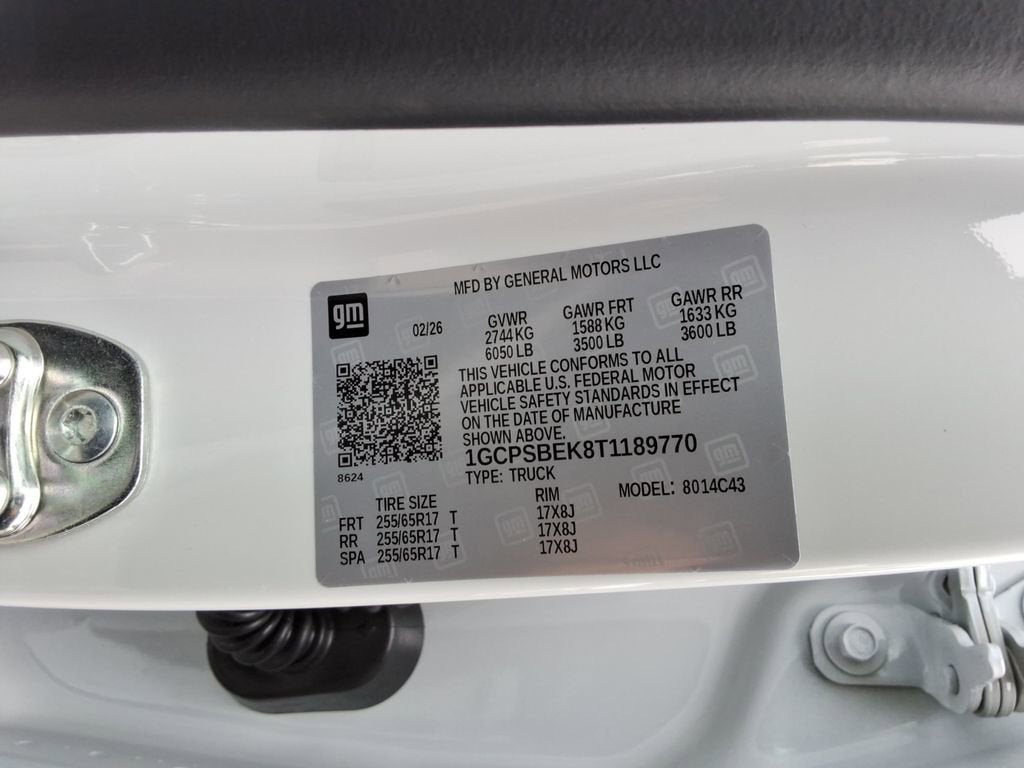 MFD BY GENERAL MOTORS LLC
gm
02/26
GVWR GAWR FRT GAWR RR
2744 KG 1588 KG 1633 KG
6050 LB 3500 LB 3600 LB
THIS VEHICLE CONFORMS TO ALL
APPLICABLE U.S. FEDERAL MOTOR
VEHICLE SAFETY STANDARDS IN EFFECT
ON THE DATE OF MANUFACTURE
SHOWN ABOVE.
1GCPSBEK8T1189770
8624
TYPE: TRUCK
MODEL: 8014C43
TIRE SIZE RIM
FRT 255/65R17 T 17X8J
RR 255/65R17 T 17X8J
SPA 255/65R17 T 17X8J